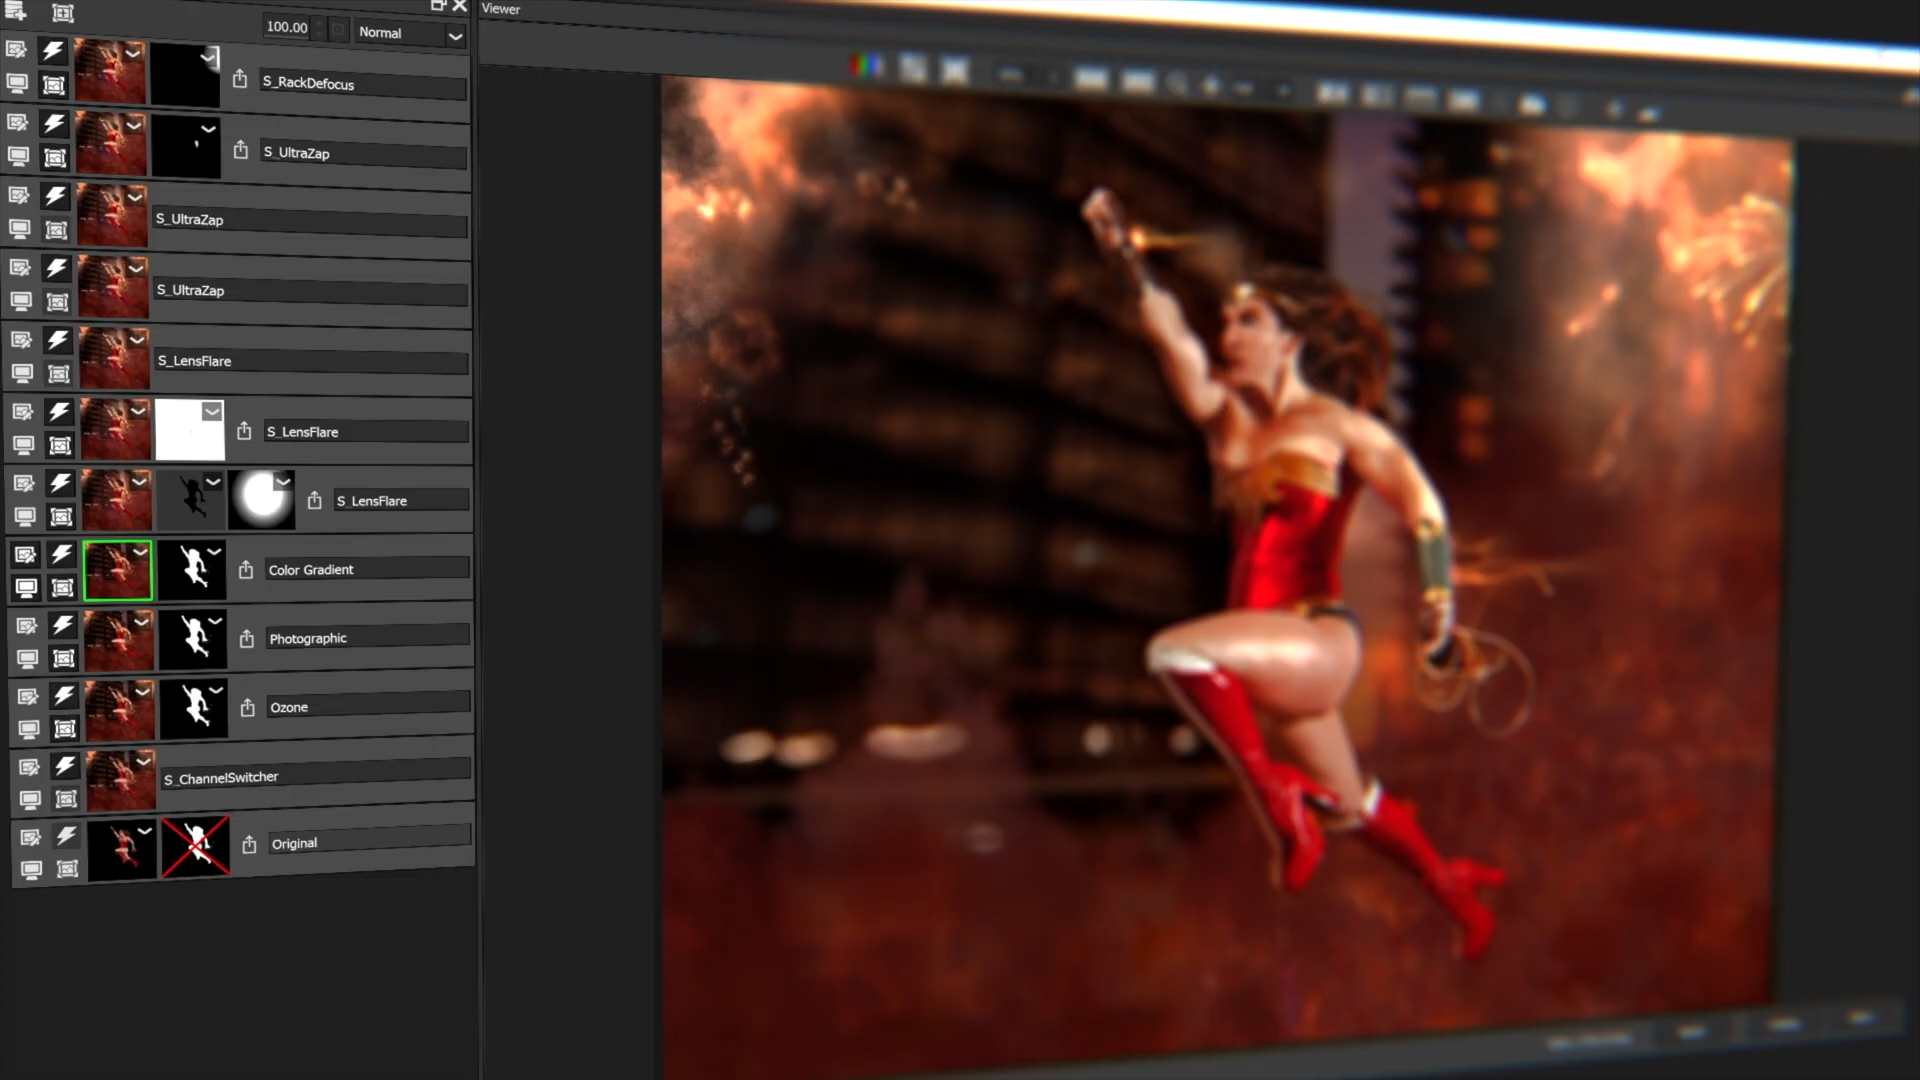 Viewer
100.00 Normal
S_RackDefocus
S_UltraZap
S_UltraZap
S_UltraZap
S_LensFlare
S_LensFlare
S_LensFlare
Color Gradient
Photographic
Ozone
S_ChannelSwitcher
Original